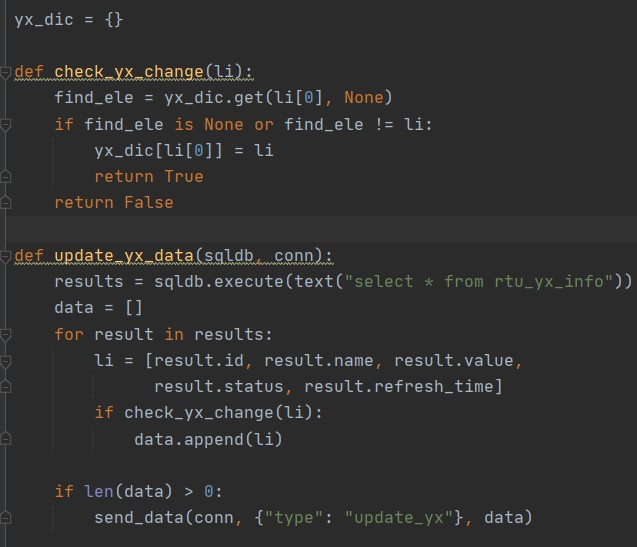 yx_dic = {}
def check_yx_change(li):
    find_ele = yx_dic.get(li[0], None)
    if find_ele is None or find_ele != li:
        yx_dic[li[0]] = li
        return True
    return False
def update_yx_data(sqldb, conn):
    results = sqldb.execute(text("select * from rtu_yx_info"))
    data = []
    for result in results:
        li = [result.id, result.name, result.value,
              result.status, result.refresh_time]
        if check_yx_change(li):
            data.append(li)
    if len(data) > 0:
        send_data(conn, {"type": "update_yx"}, data)